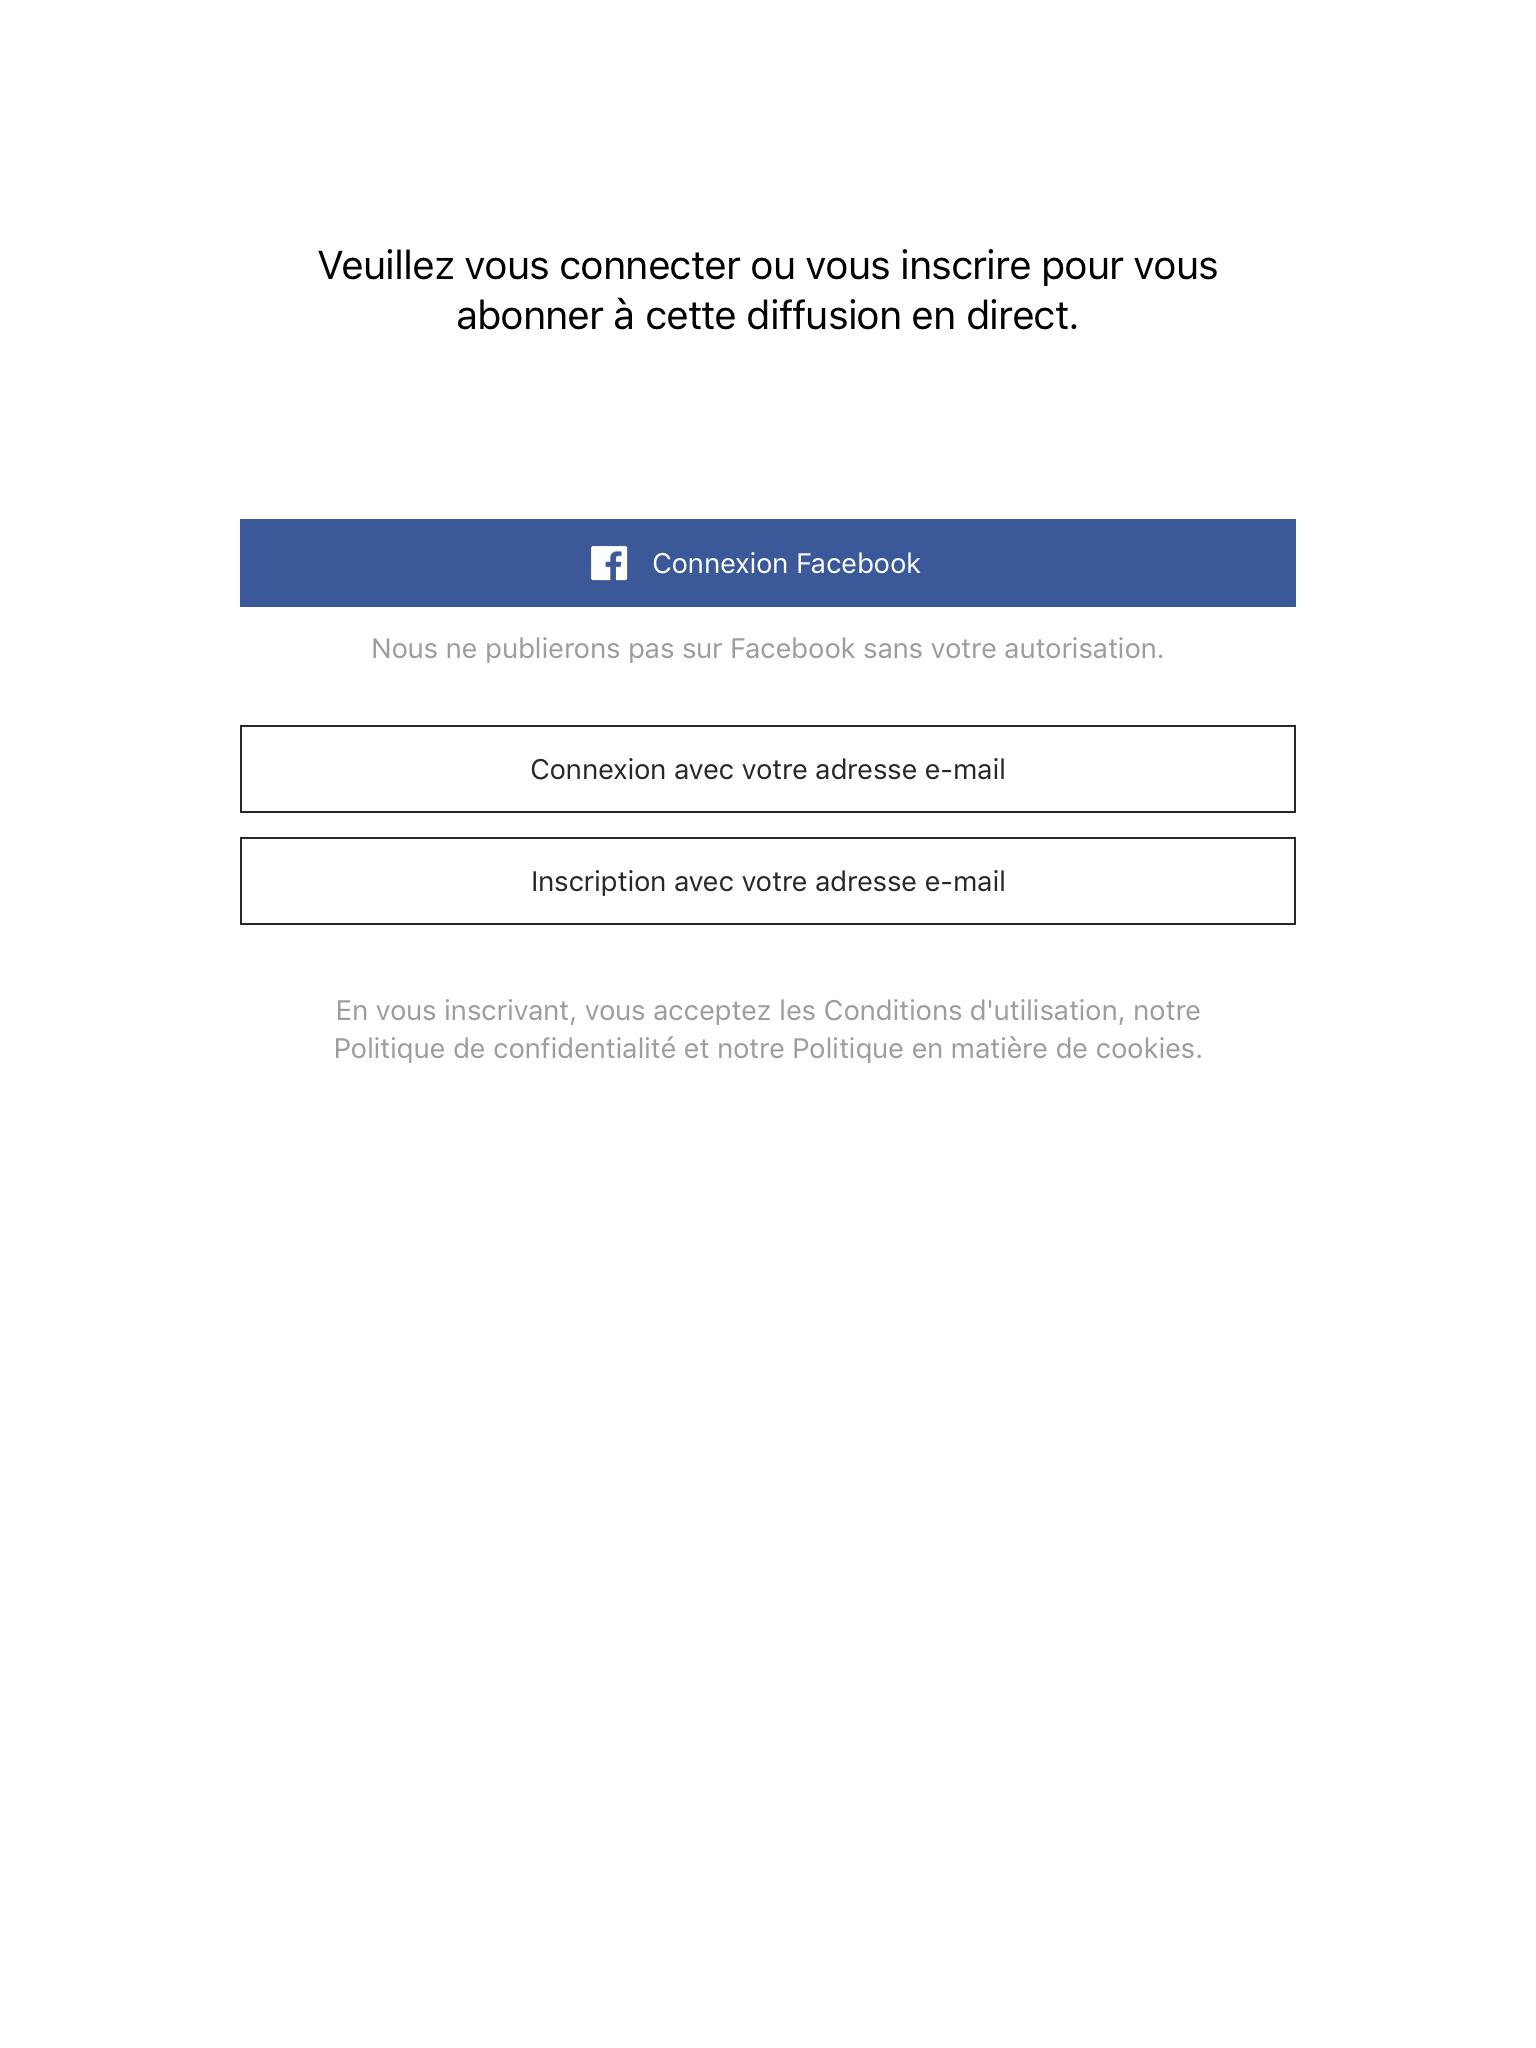 Veuillez vous connecter ou vous inscrire pour vous
abonner à cette diffusion en direct.
Connexion Facebook
Nous ne publierons pas sur Facebook sans votre autorisation.
Connexion avec votre adresse e-mail
Inscription avec votre adresse e-mail
En vous inscrivant, vous acceptez les Conditions d'utilisation, notre
Politique de confidentialité et notre Politique en matière de cookies.